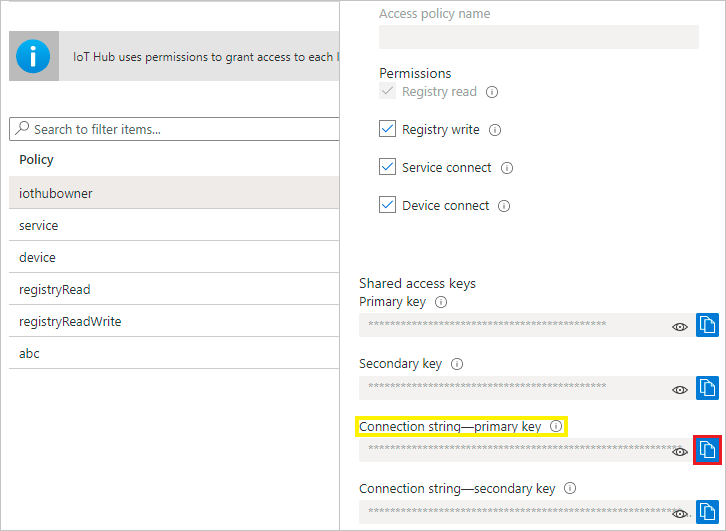 IoT Hub uses permissions to grant access to each
Search to filter items...
Policy
iothubowner
service
device
registryRead
registryReadWrite
abc
Access policy name
Permissions
Registry read
Registry write
Service connect
Device connect
Shared access keys
Primary key
*******************************************
Secondary key
*******************************************
Connection string—primary key
*********************************************************...
Connection string—secondary key
*********************************************************...